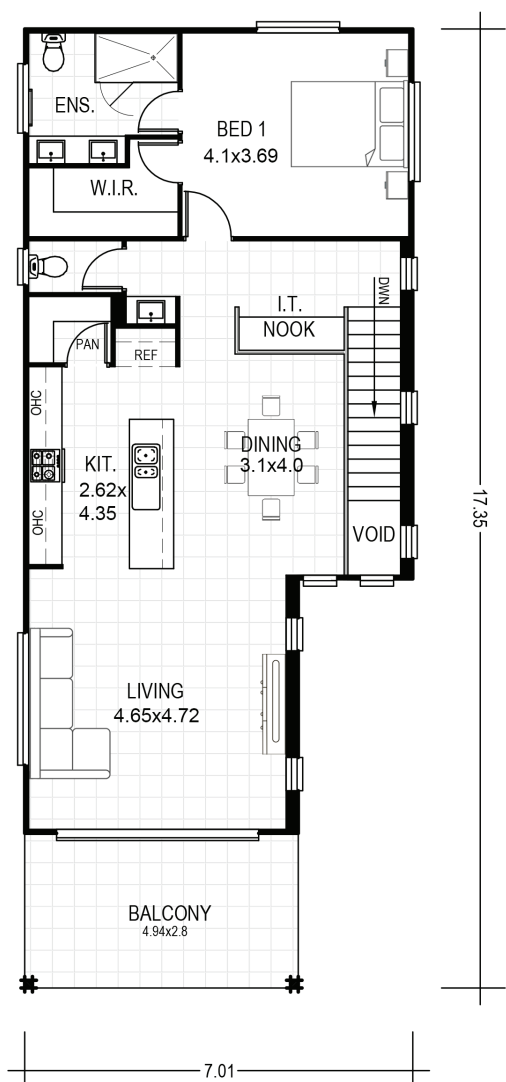 ENS.
BED 1
4.1x3.69
W.I.R.
DWN
I.T.
NOOK
PAN
REF
OHC
DINING
3.1x4.0
KIT.
2.62x
4.35
OHC
VOID
17.35
LIVING
4.65x4.72
BALCONY
4.94x2.8
7.01